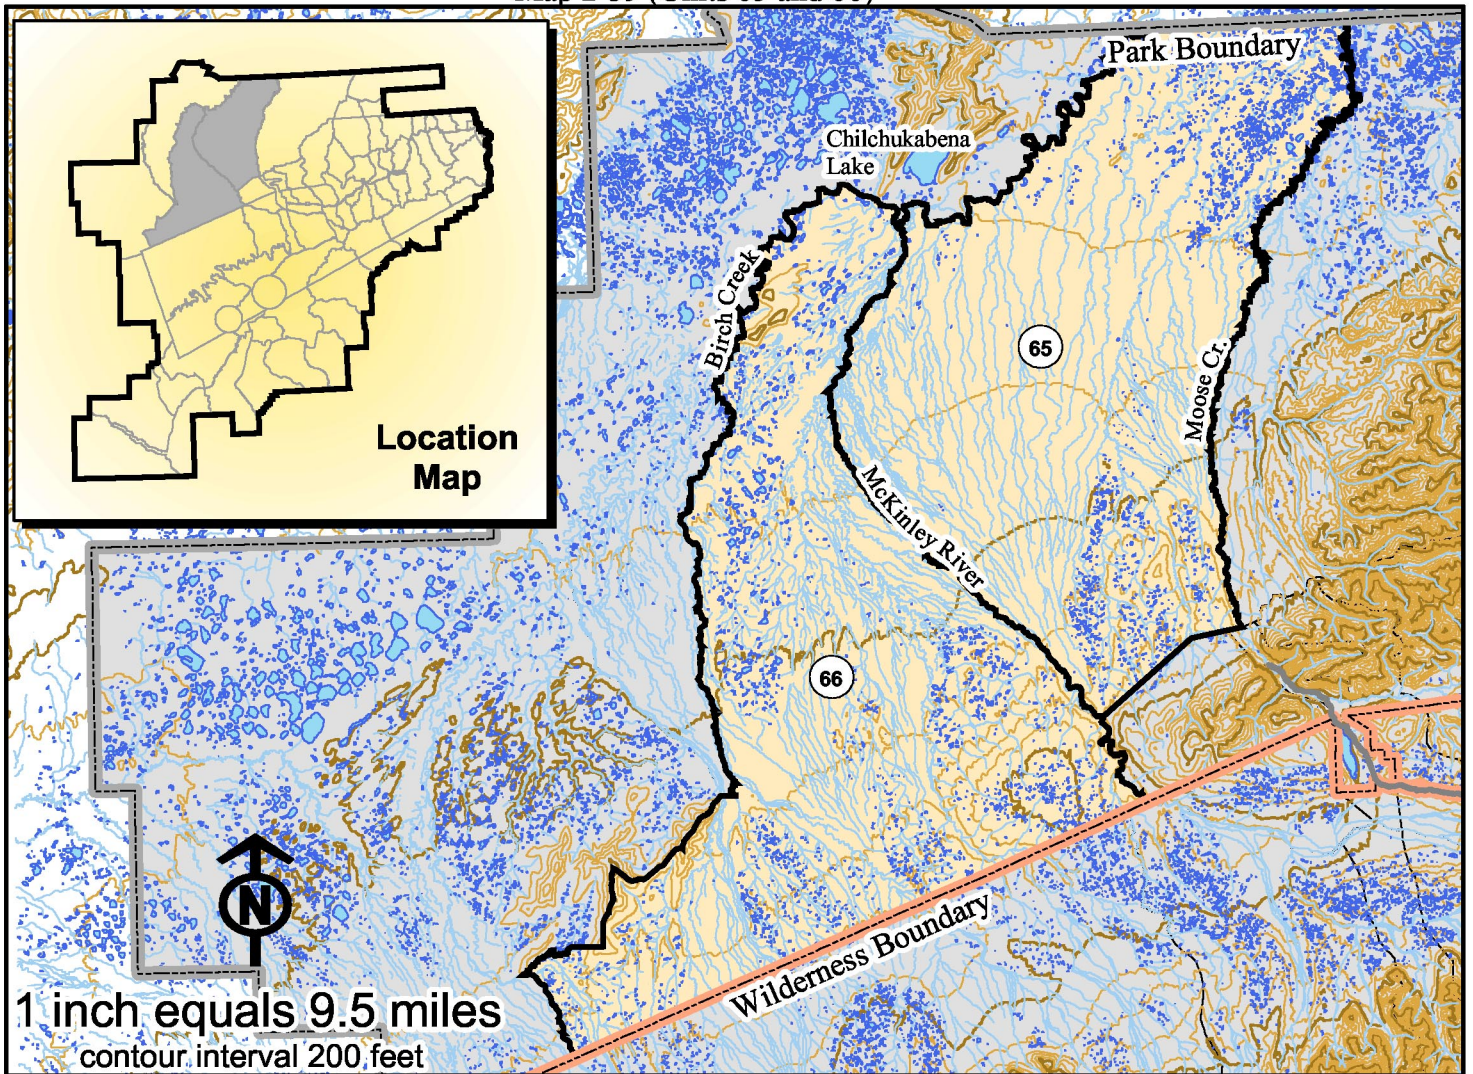 Park Boundary
Chilchukabena
Lake
Birch Creek
65
Moose Cr.
Location
Map
McKinley River
66
N
Wilderness Boundary
1 inch equals 9.5 miles
contour interval 200 feet